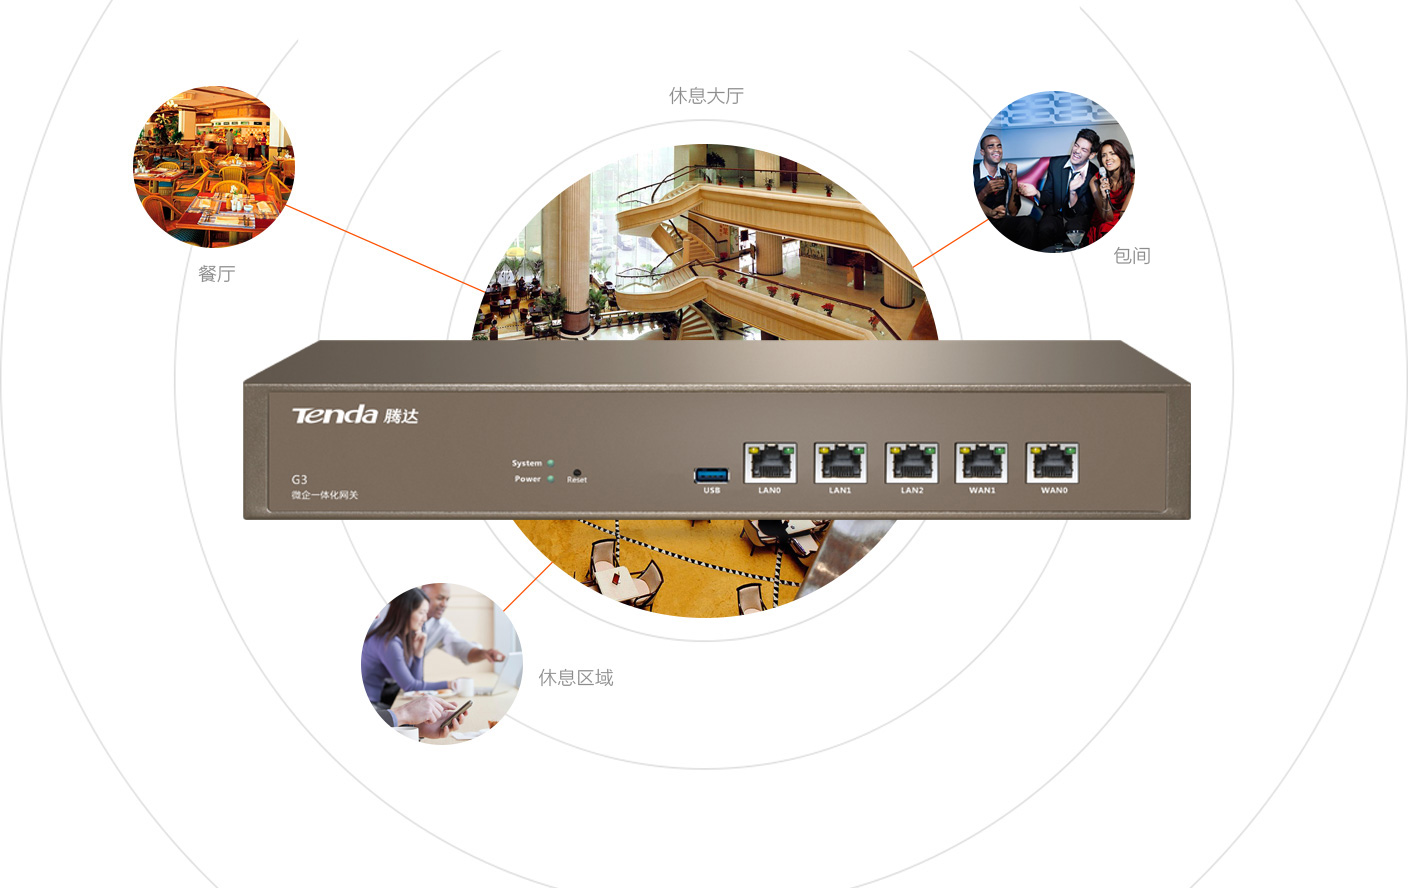 休息大厅
包间
餐厅
Tenda 腾达
System
Power
Reset
G3
微企一体化网关
USB
LAN0
LAN1
LAN2
WAN1
WAN0
休息区域